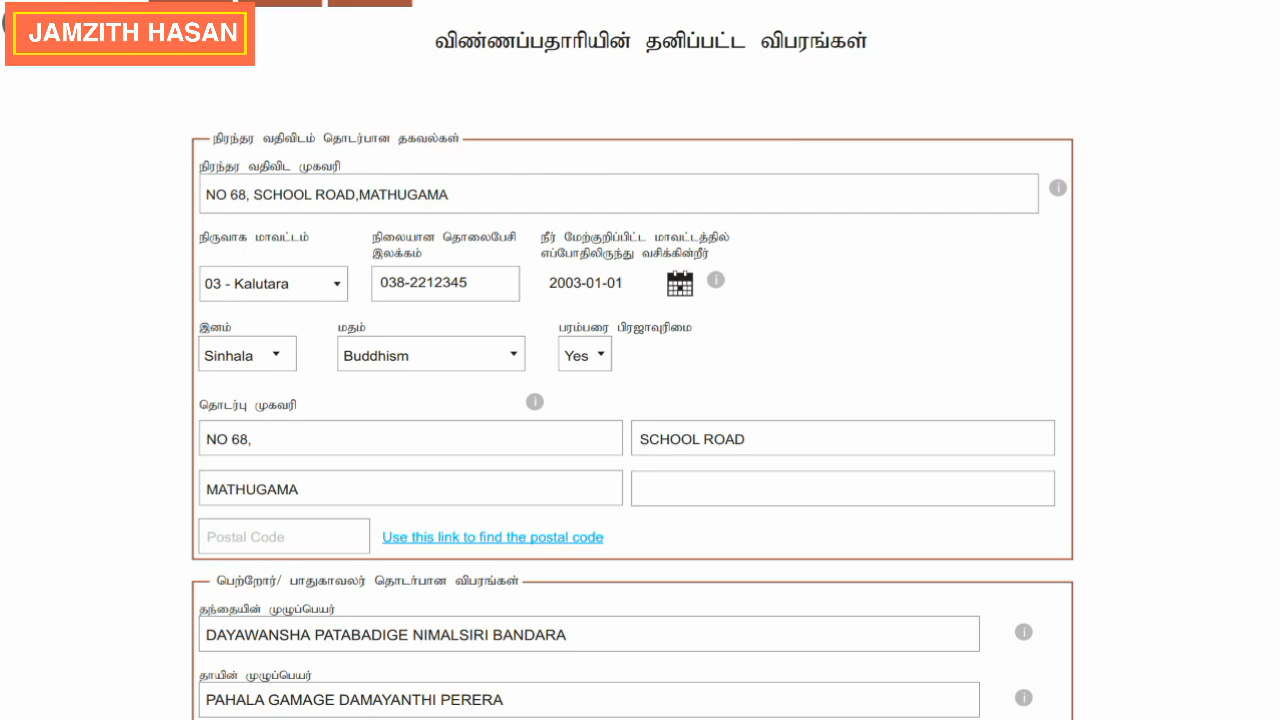 JAMZITH HASAN
விண்ணப்பதாரியின் தனிப்பட்ட விபரங்கள்
நிரந்தர வதிவிடம் தொடர்பான தகவல்கள்
நிரந்தர வதிவிட முகவரி
NO 68, SCHOOL ROAD,MATHUGAMA
நிருவாக மாவட்டம்
நிலையான தொலைபேசி
இலக்கம்
நீர் மேற்குறிப்பிட்ட மாவட்டத்தில்
எப்போதிலிருந்து வசிக்கின்றீர்
03 - Kalutara
038-2212345
2003-01-01
இனம்
மதம்
பரம்பரை பிரஜாவுரிமை
Sinhala
Buddhism
Yes
தொடர்பு முகவரி
NO 68,
SCHOOL ROAD
MATHUGAMA
Postal Code
Use this link to find the postal code
பெற்றோர்/ பாதுகாவலர் தொடர்பான விபரங்கள்
தந்தையின் முழுப்பெயர்
DAYAWANSHA PATABADIGE NIMALSIRI BANDARA
தாயின் முழுப்பெயர்
PAHALA GAMAGE DAMAYANTHI PERERA